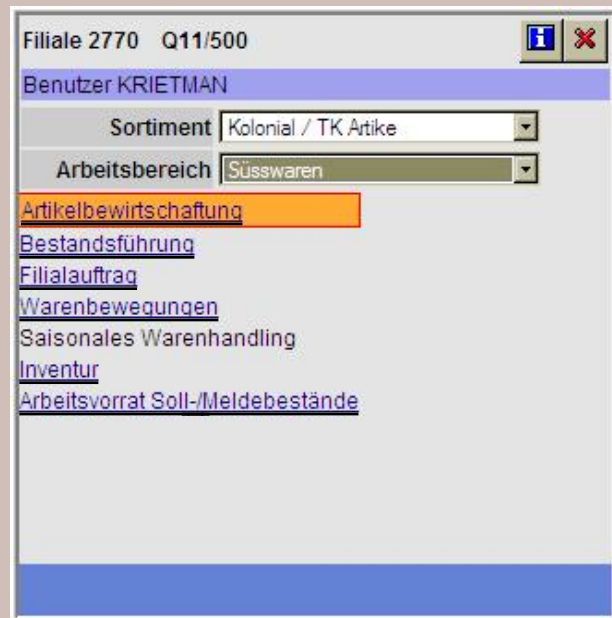 Filiale 2770 Q11/500 i
Benutzer KRIETMAN
Sortiment Kolonial / TK Artike
Arbeitsbereich Süsswaren
Artikelbewirtschaftung
Bestandsführung
Filialauftrag
Warenbewegungen
Saisonales Warenhandling
Inventur
Arbeitsvorrat Soll-/Meldebestände